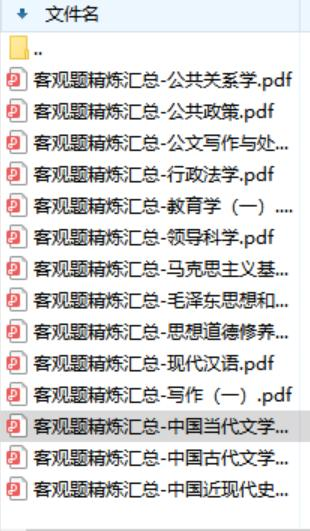 文件名
..
客观题精炼汇总-公共关系学.pdf
客观题精炼汇总-公共政策.pdf
客观题精炼汇总-公文写作与处...
客观题精炼汇总-行政法学.pdf
客观题精炼汇总-教育学（一）....
客观题精炼汇总-领导科学.pdf
客观题精炼汇总-马克思主义基...
客观题精炼汇总-毛泽东思想和...
客观题精炼汇总-思想道德修养...
客观题精炼汇总-现代汉语.pdf
客观题精炼汇总-写作（一）.pdf
客观题精炼汇总-中国当代文学...
客观题精炼汇总-中国古代文学...
客观题精炼汇总-中国近现代史...